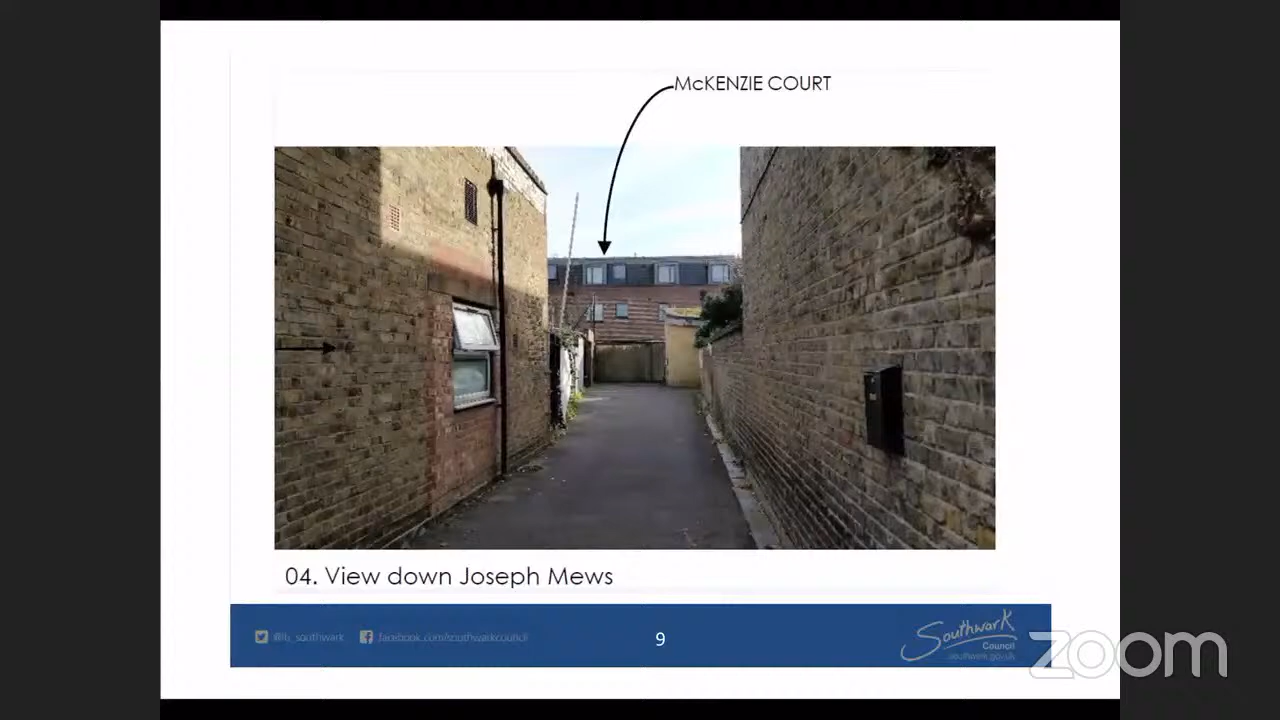 McKENZIE COURT
04. View down Joseph Mews
@lb_southwark
facebook.com/southwarkcouncil
9
Southwark
Council
southwark.gov.uk
zoom